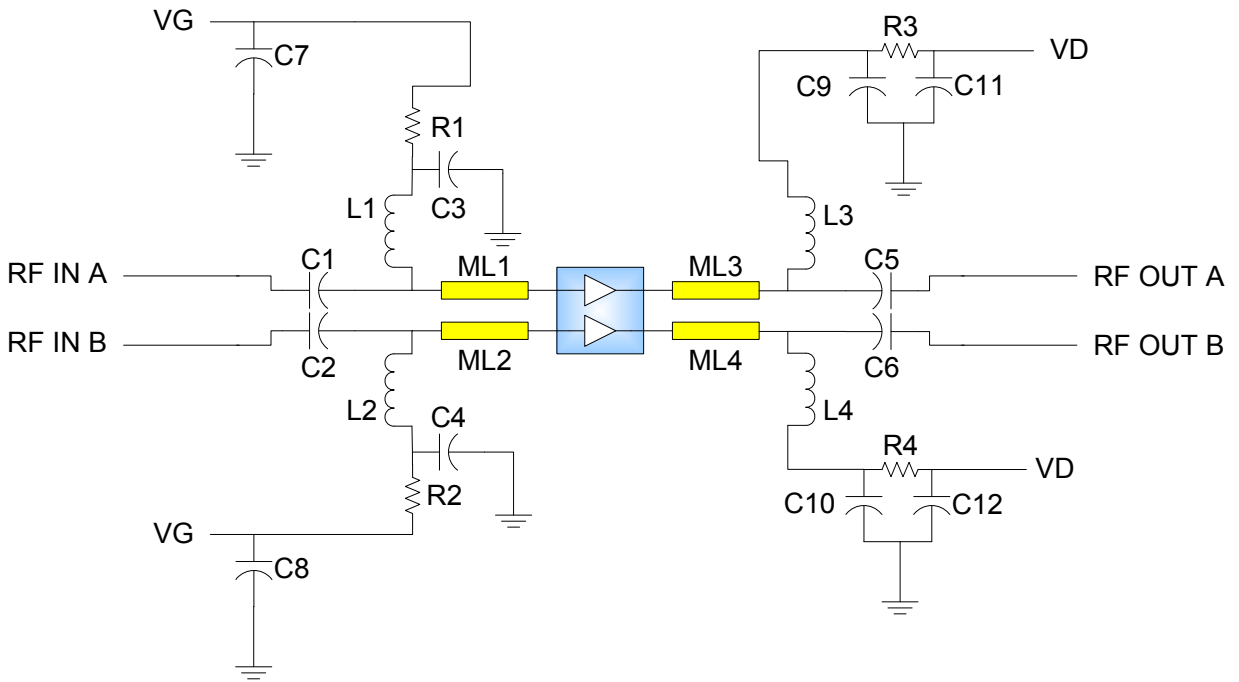 VG
R3
VD
C7
C9
C11
R1
L1
C3
L3
RF IN A
C1
ML1
ML3
C5
RF OUT A
RF IN B
C2
ML2
ML4
C6
RF OUT B
L2
C4
L4
R4
VD
R2
C10
C12
VG
C8